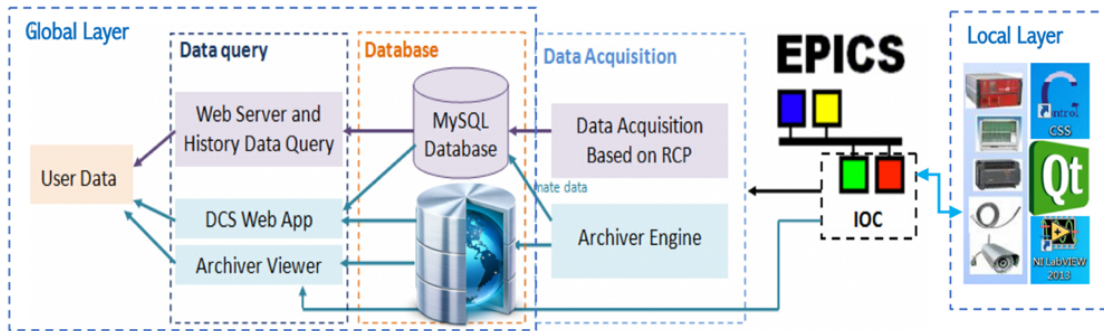 Global Layer
Data query
Database
Data Acquisition
EPICS
Local Layer
Web Server and
History Data Query
MySQL
Database
Data Acquisition
Based on RCP
CSS
User Data
mate data
Qt
DCS Web App
Archiver Engine
IOC
Archiver Viewer
NI LabVIEW
2013